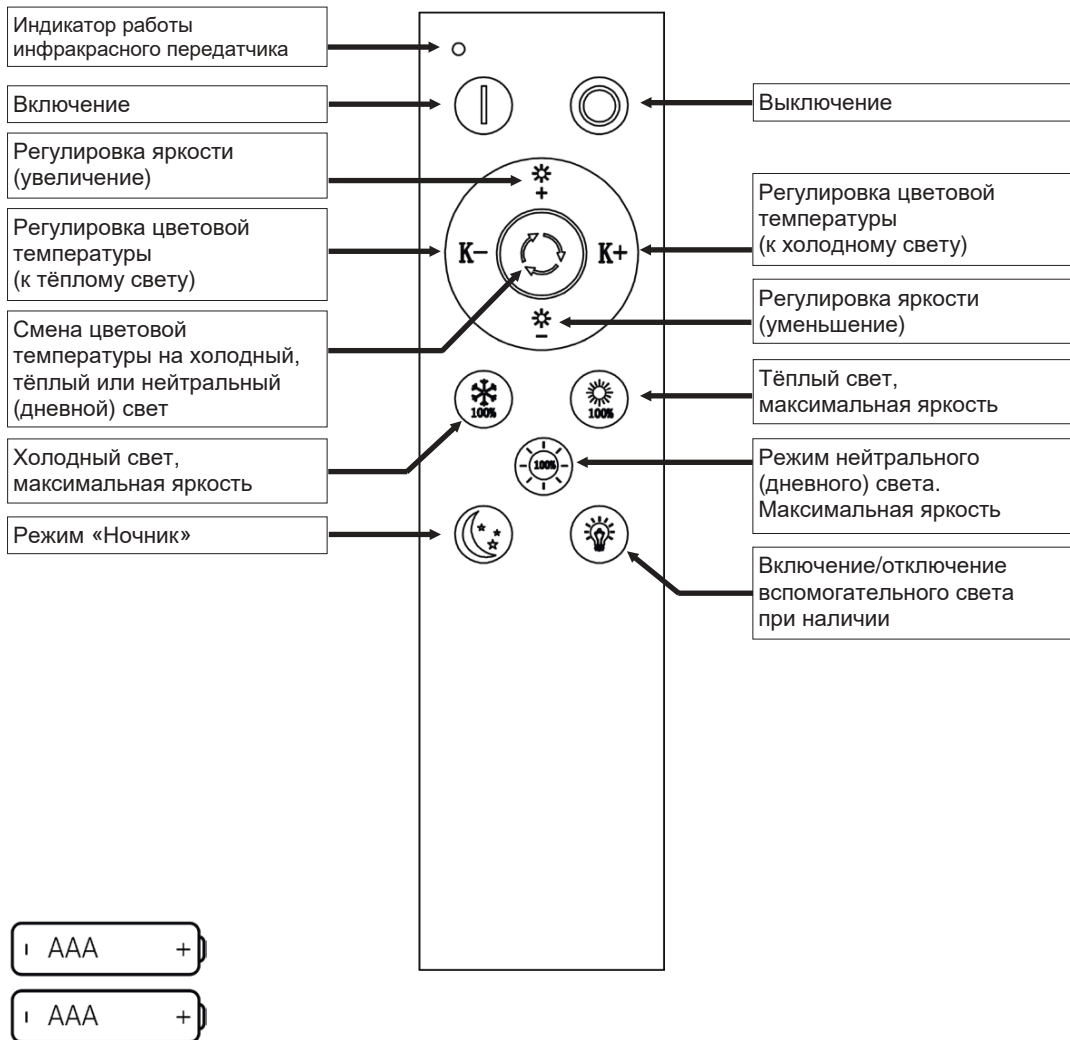 Индикатор работы
инфракрасного передатчика
Включение
Выключение
Регулировка яркости
(увеличение)
Регулировка цветовой
температуры
(к тёплому свету)
Регулировка цветовой
температуры
(к холодному свету)
+
K−
K+
−
Регулировка яркости
(уменьшение)
Смена цветовой
температуры на холодный,
тёплый или нейтральный
(дневной) свет
Тёплый свет,
максимальная яркость
100%
100%
100%
Холодный свет,
максимальная яркость
Режим нейтрального
(дневного) света.
Максимальная яркость
Режим «Ночник»
Включение/отключение
вспомогательного света
при наличии
- AAA +
- AAA +